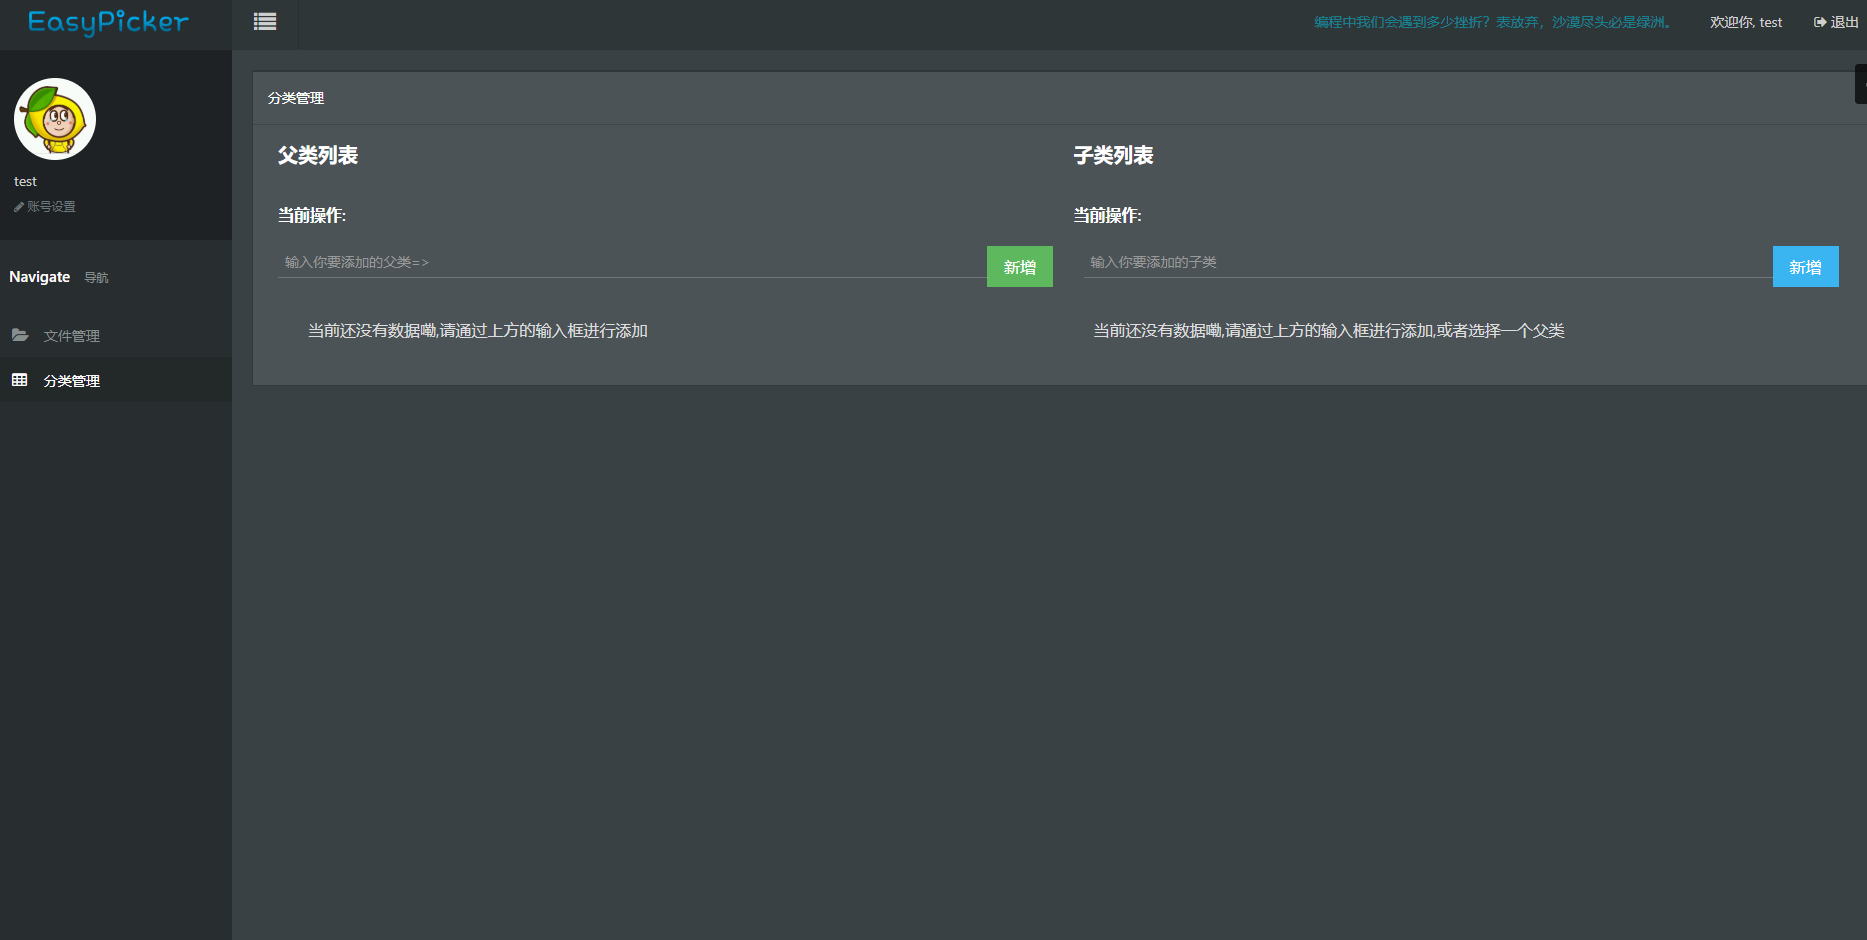 EasyPicker
编程中我们会遇到多少挫折？表放弃，沙漠尽头必是绿洲。
欢迎你, test
退出
test
账号设置
Navigate 导航
文件管理
分类管理
分类管理
父类列表
当前操作:
输入你要添加的父类=>
新增
当前还没有数据嘞,请通过上方的输入框进行添加
子类列表
当前操作:
输入你要添加的子类
新增
当前还没有数据嘞,请通过上方的输入框进行添加,或者选择一个父类